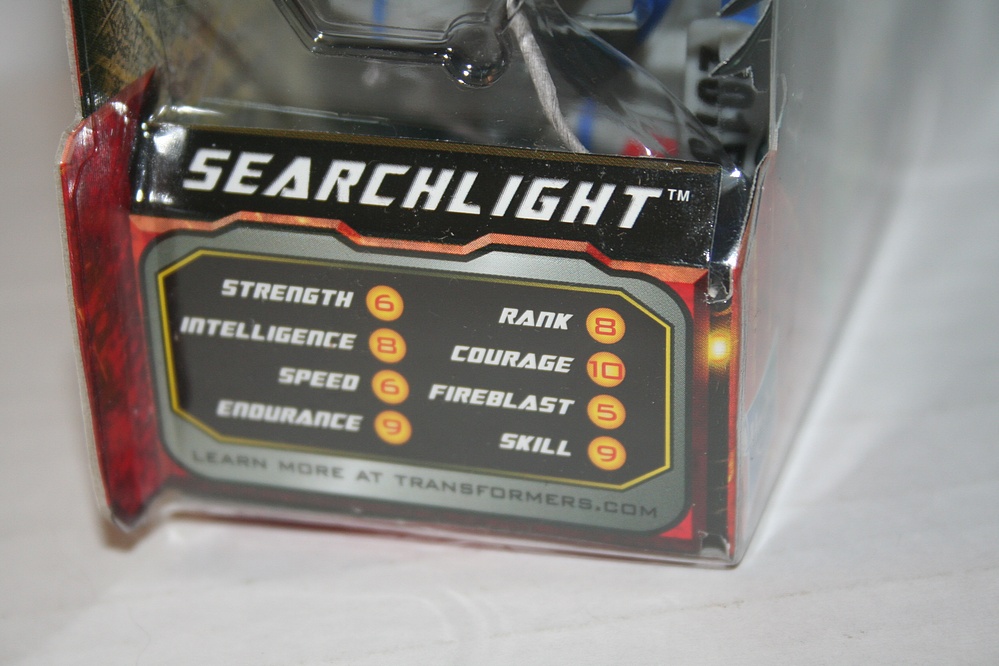 SEARCHLIGHT™
STRENGTH 6
INTELLIGENCE 8
SPEED 6
ENDURANCE 9
RANK 8
COURAGE 10
FIREBLAST 5
SKILL 9
LEARN MORE AT TRANSFORMERS.COM